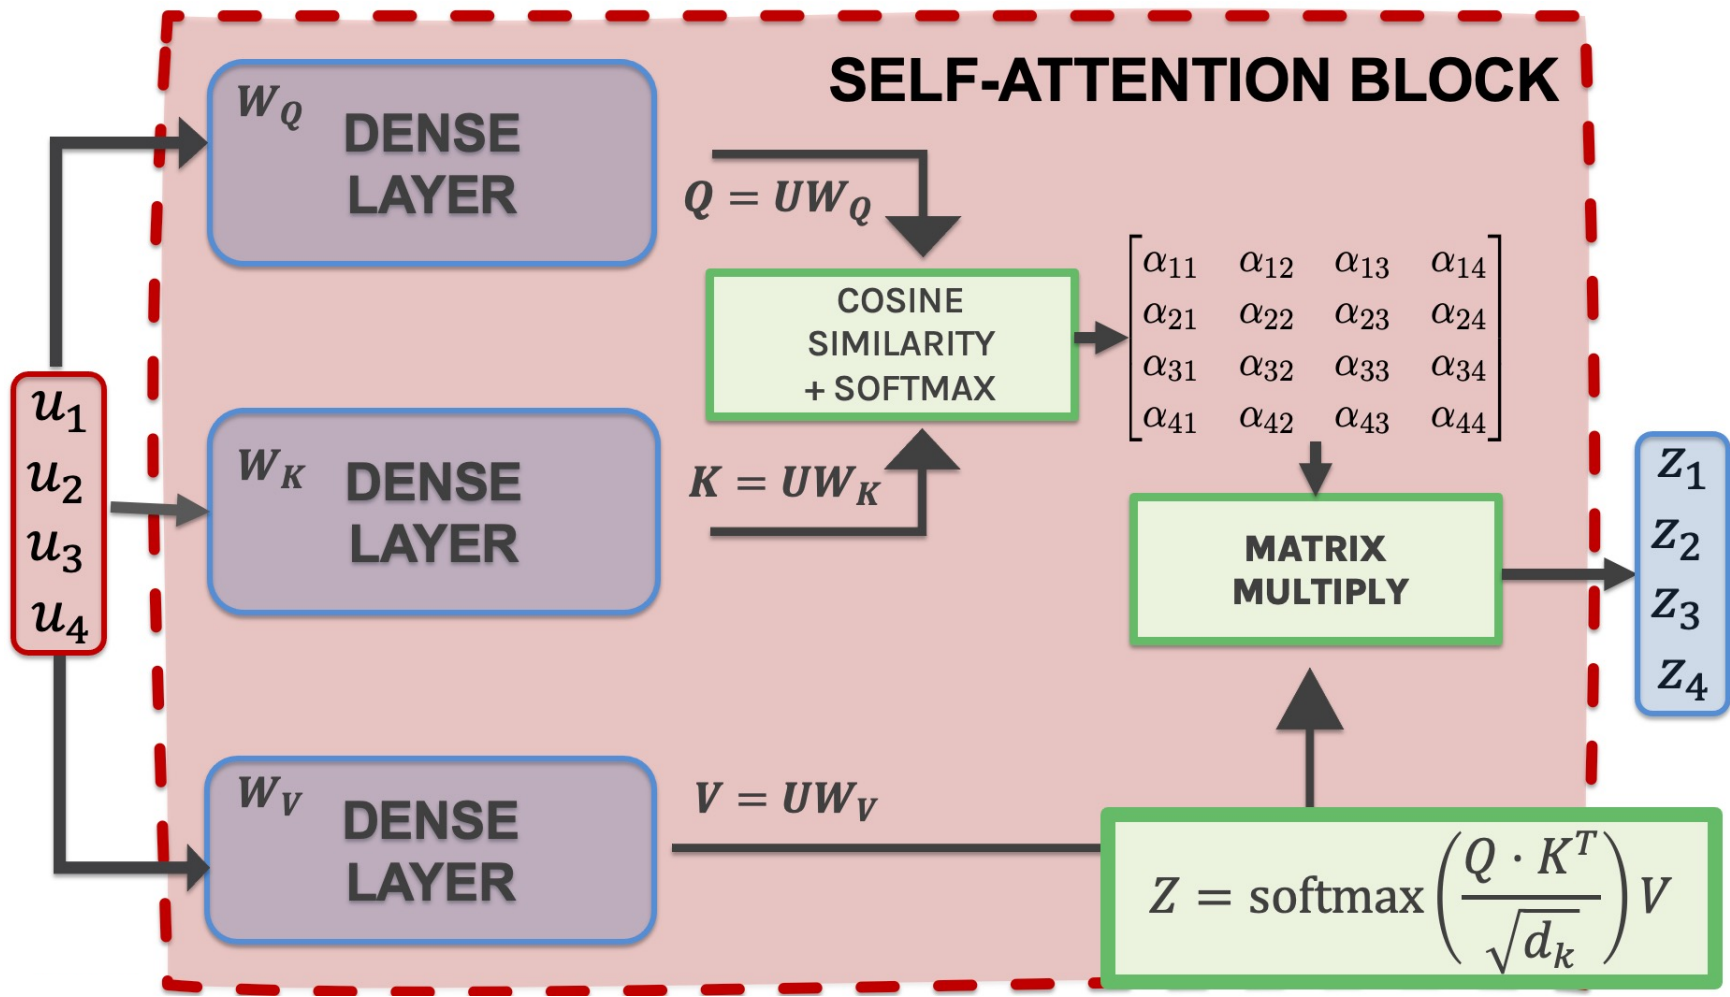 SELF-ATTENTION BLOCK
W_Q
DENSE
LAYER
Q = UW_Q
COSINE
SIMILARITY
+ SOFTMAX
α₁₁ α₁₂ α₁₃ α₁₄
α₂₁ α₂₂ α₂₃ α₂₄
α₃₁ α₃₂ α₃₃ α₃₄
α₄₁ α₄₂ α₄₃ α₄₄
u₁
u₂
u₃
u₄
W_K
DENSE
LAYER
K = UW_K
MATRIX
MULTIPLY
z₁
z₂
z₃
z₄
W_V
DENSE
LAYER
V = UW_V
Z = softmax(Q · K^T / √d_k) V